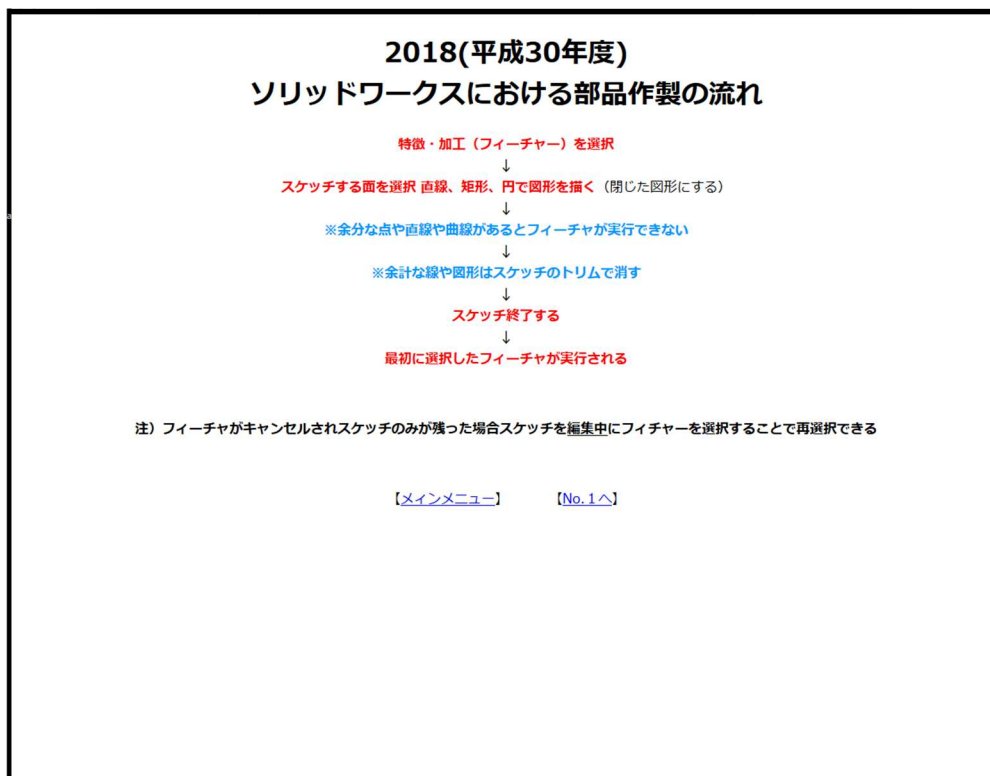 2018(平成30年度)
ソリッドワークスにおける部品作製の流れ
特徴・加工（フィーチャー）を選択
↓
スケッチする面を選択 直線、矩形、円で図形を描く（閉じた図形にする）
↓
※余分な点や直線や曲線があるとフィーチャが実行できない
↓
※余計な線や図形はスケッチのトリムで消す
↓
スケッチ終了する
↓
最初に選択したフィーチャが実行される
注）フィーチャがキャンセルされスケッチのみが残った場合スケッチを編集中にフィチャーを選択することで再選択できる
【メィンメニュー】 【No.１へ】